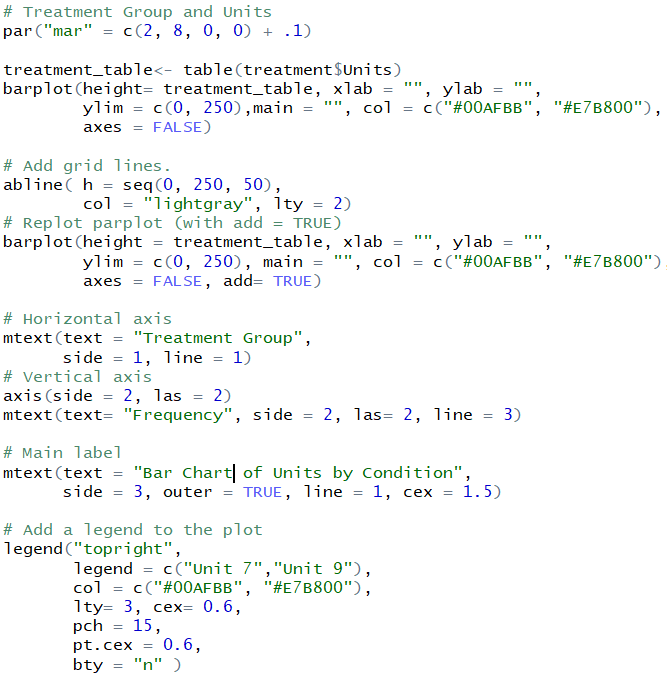 # Treatment Group and Units
par("mar" = c(2, 8, 0, 0) + .1)
treatment_table<- table(treatment$Units)
barplot(height= treatment_table, xlab = "", ylab = "",
ylim = c(0, 250),main = "", col = c("#00AFBB", "#E7B800"),
axes = FALSE)
# Add grid lines.
abline( h = seq(0, 250, 50),
col = "lightgray", lty = 2)
# Replot parplot (with add = TRUE)
barplot(height = treatment_table, xlab = "", ylab = "",
ylim = c(0, 250), main = "", col = c("#00AFBB", "#E7B800"),
axes = FALSE, add= TRUE)
# Horizontal axis
mtext(text = "Treatment Group",
side = 1, line = 1)
# Vertical axis
axis(side = 2, las = 2)
mtext(text= "Frequency", side = 2, las= 2, line = 3)
# Main label
mtext(text = "Bar Chart of Units by Condition",
side = 3, outer = TRUE, line = 1, cex = 1.5)
# Add a legend to the plot
legend("topright",
legend = c("Unit 7","Unit 9"),
col = c("#00AFBB", "#E7B800"),
lty= 3, cex= 0.6,
pch = 15,
pt.cex = 0.6,
bty = "n" )